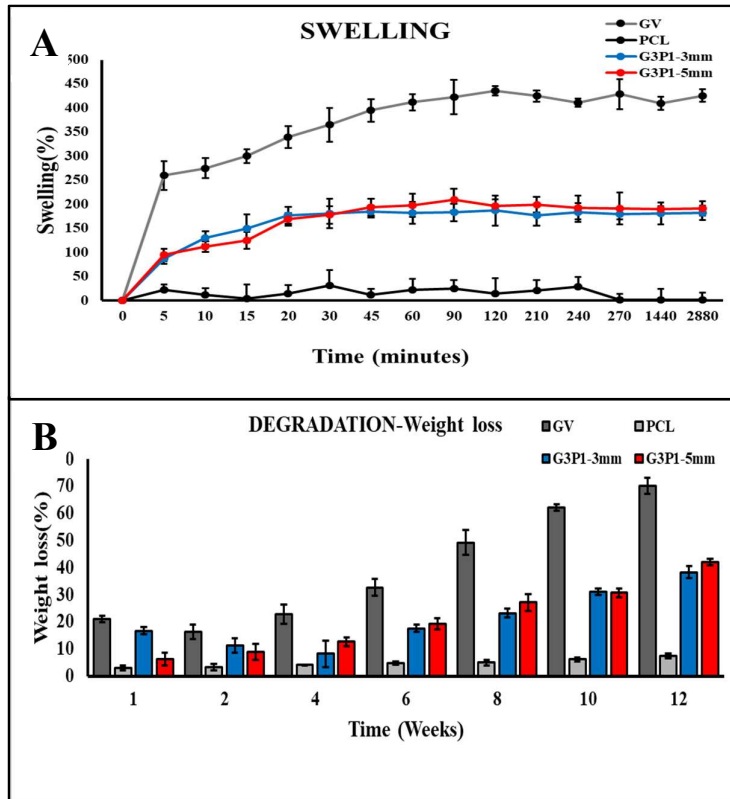 A
SWELLING
GV
PCL
G3P1-3mm
G3P1-5mm
Swelling(%)
500
450
400
350
300
250
200
150
100
50
0
0 5 10 15 20 30 45 60 90 120 210 240 270 1440 2880
Time (minutes)
B
DEGRADATION-Weight loss
GV PCL
G3P1-3mm G3P1-5mm
Weight loss(%)
0
70
60
50
40
30
20
10
0
1 2 4 6 8 10 12
Time (Weeks)